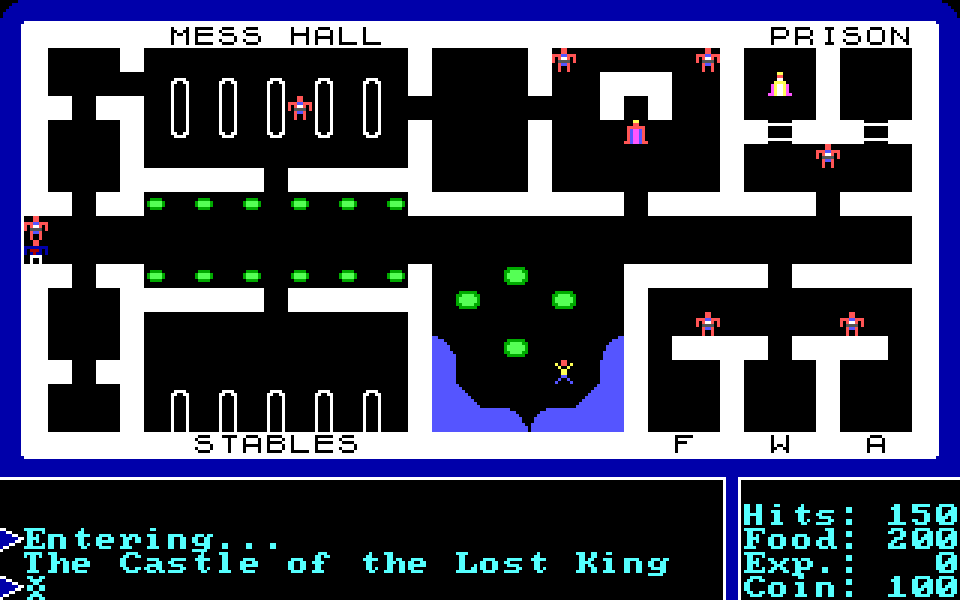 MESS HALL PRISON
STABLES F W A
Entering...
The Castle of the Lost King
X
Hits: 150
Food: 200
Exp.: 0
Coin: 100